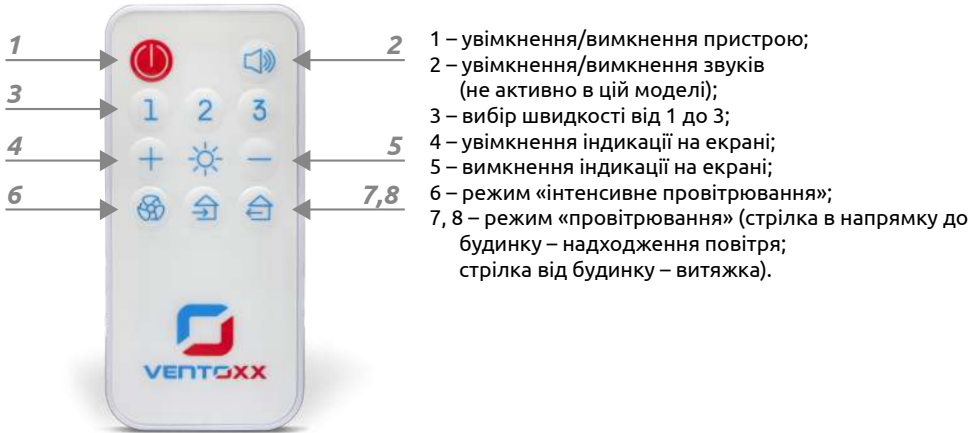 1
2
3
4
5
6
7,8
1 2 3
+ −
VENTOXX
1 – увімкнення/вимкнення пристрою;
2 – увімкнення/вимкнення звуків
(не активно в цій моделі);
3 – вибір швидкості від 1 до 3;
4 – увімкнення індикації на екрані;
5 – вимкнення індикації на екрані;
6 – режим «інтенсивне провітрювання»;
7, 8 – режим «провітрювання» (стрілка в напрямку до
будинку – надходження повітря;
стрілка від будинку – витяжка).